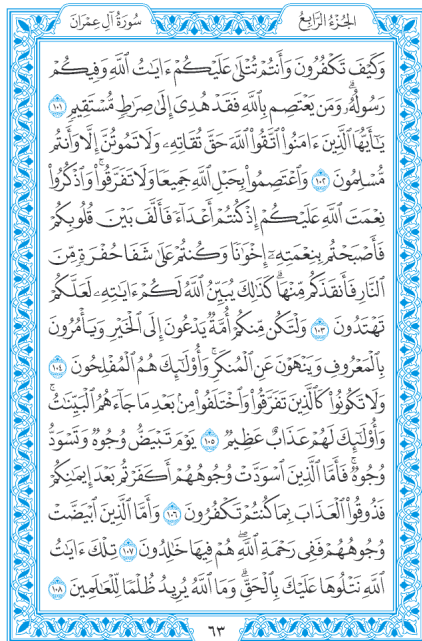 الجُزْءُ الرَّابِعُ
سُورَةُ آلِ عِمْرَانَ
وَكَيْفَ تَكْفُرُونَ وَأَنتُمْ تُتْلَىٰ عَلَيْكُمْ ءَايَٰتُ ٱللَّهِ وَفِيكُمْ
رَسُولُهُۥۗ وَمَن يَعْتَصِم بِٱللَّهِ فَقَدْ هُدِىَ إِلَىٰ صِرَٰطٍ مُّسْتَقِيمٍ ١٠١
يَٰٓأَيُّهَا ٱلَّذِينَ ءَامَنُوا۟ ٱتَّقُوا۟ ٱللَّهَ حَقَّ تُقَاتِهِۦ وَلَا تَمُوتُنَّ إِلَّا وَأَنتُم
مُّسْلِمُونَ ١٠٢ وَٱعْتَصِمُوا۟ بِحَبْلِ ٱللَّهِ جَمِيعًا وَلَا تَفَرَّقُوا۟ۚ وَٱذْكُرُوا۟
نِعْمَتَ ٱللَّهِ عَلَيْكُمْ إِذْ كُنتُمْ أَعْدَآءً فَأَلَّفَ بَيْنَ قُلُوبِكُمْ
فَأَصْبَحْتُم بِنِعْمَتِهِۦٓ إِخْوَٰنًا وَكُنتُمْ عَلَىٰ شَفَا حُفْرَةٍ مِّنَ
ٱلنَّارِ فَأَنقَذَكُم مِّنْهَاۗ كَذَٰلِكَ يُبَيِّنُ ٱللَّهُ لَكُمْ ءَايَٰتِهِۦ لَعَلَّكُمْ
تَهْتَدُونَ ١٠٣ وَلْتَكُن مِّنكُمْ أُمَّةٌ يَدْعُونَ إِلَى ٱلْخَيْرِ وَيَأْمُرُونَ
بِٱلْمَعْرُوفِ وَيَنْهَوْنَ عَنِ ٱلْمُنكَرِۚ وَأُو۟لَٰٓئِكَ هُمُ ٱلْمُفْلِحُونَ ١٠٤
وَلَا تَكُونُوا۟ كَٱلَّذِينَ تَفَرَّقُوا۟ وَٱخْتَلَفُوا۟ مِنۢ بَعْدِ مَا جَآءَهُمُ ٱلْبَيِّنَٰتُۚ
وَأُو۟لَٰٓئِكَ لَهُمْ عَذَابٌ عَظِيمٌ ١٠٥ يَوْمَ تَبْيَضُّ وُجُوهٌ وَتَسْوَدُّ
وُجُوهٌۚ فَأَمَّا ٱلَّذِينَ ٱسْوَدَّتْ وُجُوهُهُمْ أَكَفَرْتُم بَعْدَ إِيمَٰنِكُمْ
فَذُوقُوا۟ ٱلْعَذَابَ بِمَا كُنتُمْ تَكْفُرُونَ ١٠٦ وَأَمَّا ٱلَّذِينَ ٱبْيَضَّتْ
وُجُوهُهُمْ فَفِى رَحْمَةِ ٱللَّهِۖ هُمْ فِيهَا خَٰلِدُونَ ١٠٧ تِلْكَ ءَايَٰتُ
ٱللَّهِ نَتْلُوهَا عَلَيْكَ بِٱلْحَقِّۗ وَمَا ٱللَّهُ يُرِيدُ ظُلْمًا لِّلْعَٰلَمِينَ ١٠٨
٦٣